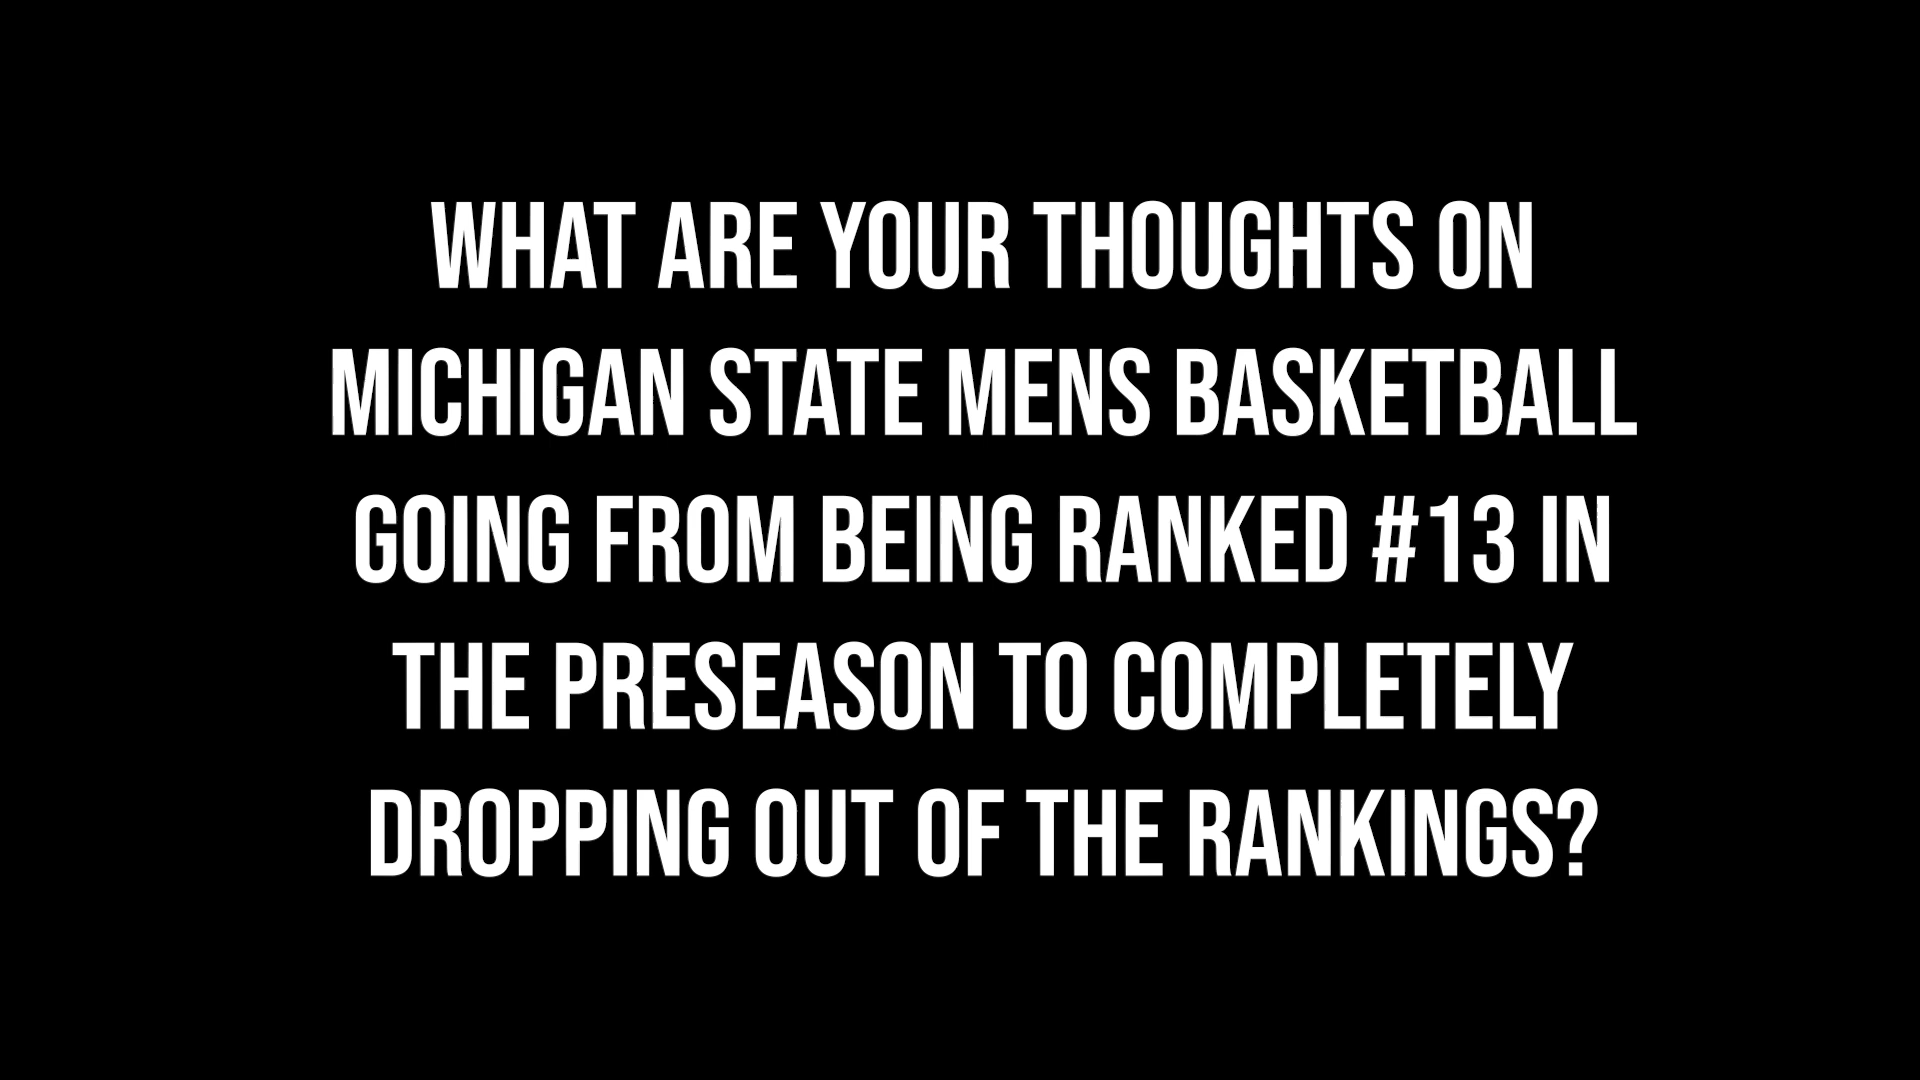 WHAT ARE YOUR THOUGHTS ON
MICHIGAN STATE MENS BASKETBALL
GOING FROM BEING RANKED #13 IN
THE PRESEASON TO COMPLETELY
DROPPING OUT OF THE RANKINGS?